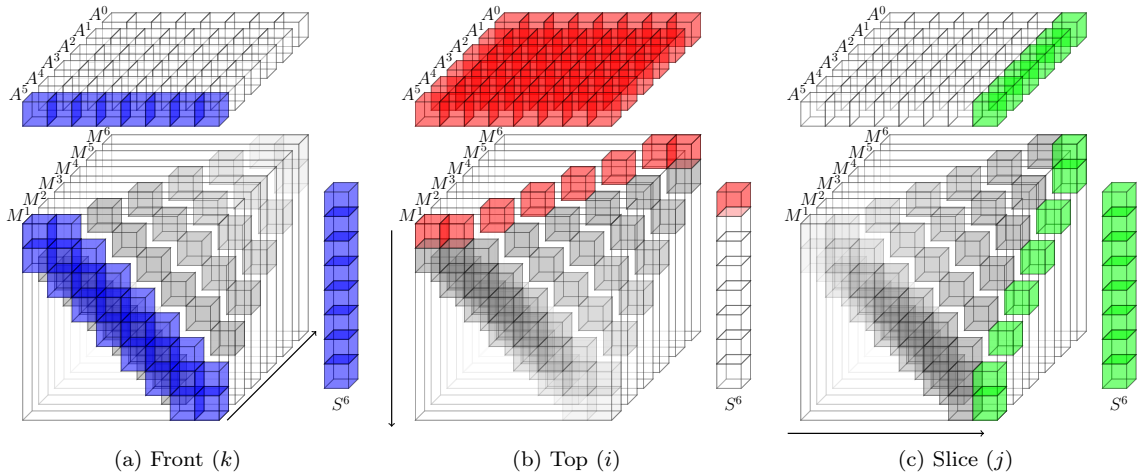 A^0
A^1
A^2
A^3
A^4
A^5
M^6
M^5
M^4
M^3
M^2
M^1
S^6
(a) Front (k)
A^0
A^1
A^2
A^3
A^4
A^5
M^6
M^5
M^4
M^3
M^2
M^1
S^6
(b) Top (i)
A^0
A^1
A^2
A^3
A^4
A^5
M^6
M^5
M^4
M^3
M^2
M^1
S^6
(c) Slice (j)